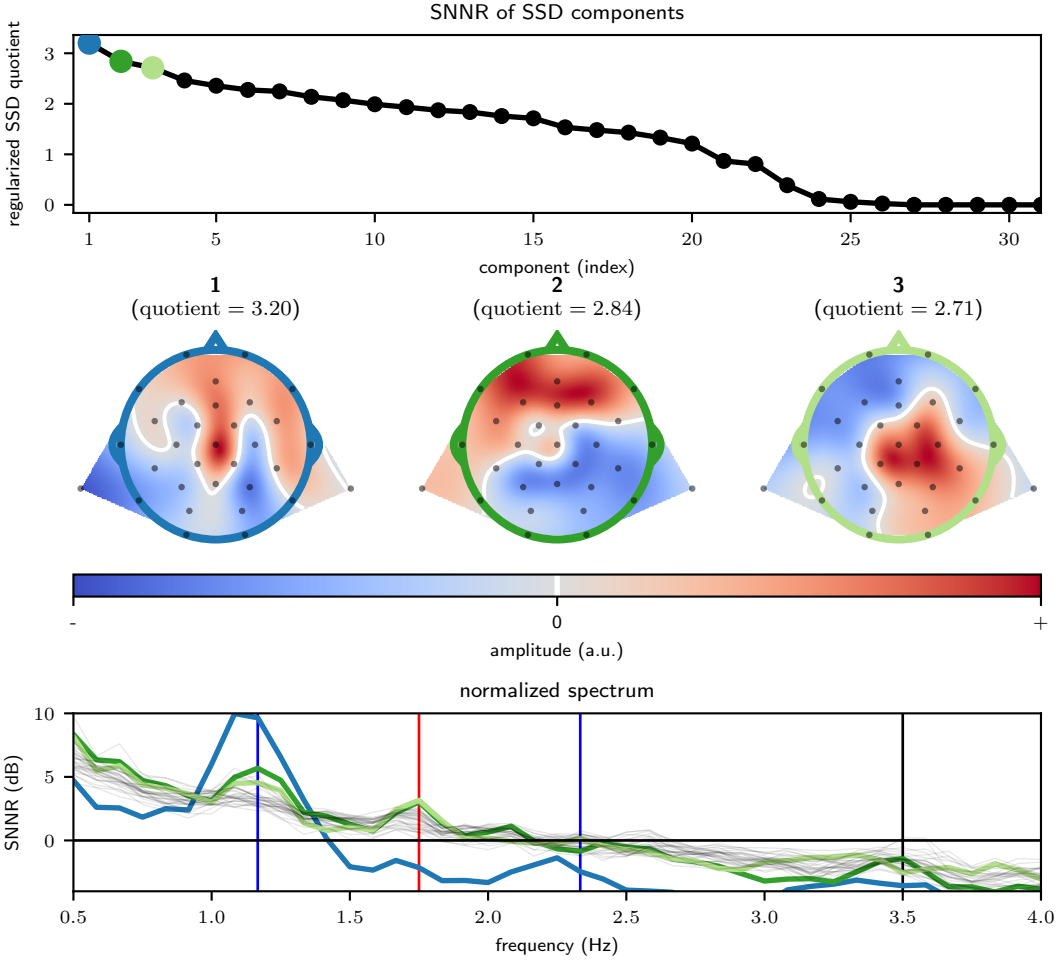 SNNR of SSD components
regularized SSD quotient
3
2
1
0
1 5 10 15 20 25 30
component (index)
1 2 3
(quotient = 3.20) (quotient = 2.84) (quotient = 2.71)
- 0 +
amplitude (a.u.)
normalized spectrum
SNNR (dB)
10
5
0
0.5 1.0 1.5 2.0 2.5 3.0 3.5 4.0
frequency (Hz)